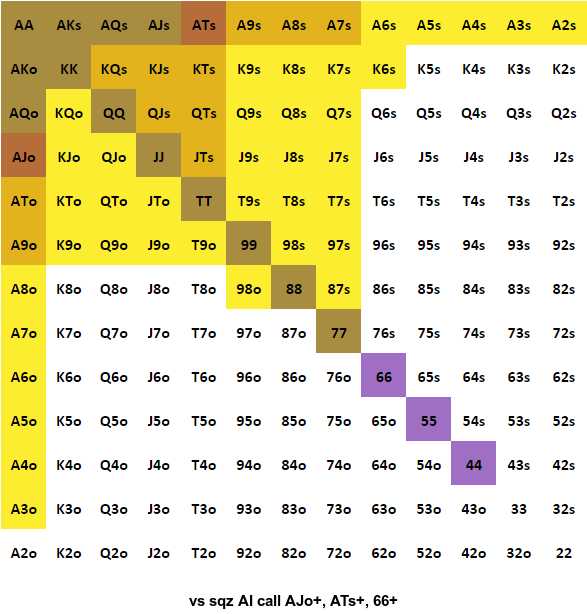 AA AKs AQs AJs ATs A9s A8s A7s A6s A5s A4s A3s A2s
AKo KK KQs KJs KTs K9s K8s K7s K6s K5s K4s K3s K2s
AQo KQo QQ QJs QTs Q9s Q8s Q7s Q6s Q5s Q4s Q3s Q2s
AJo KJo QJo JJ JTs J9s J8s J7s J6s J5s J4s J3s J2s
ATo KTo QTo JTo TT T9s T8s T7s T6s T5s T4s T3s T2s
A9o K9o Q9o J9o T9o 99 98s 97s 96s 95s 94s 93s 92s
A8o K8o Q8o J8o T8o 98o 88 87s 86s 85s 84s 83s 82s
A7o K7o Q7o J7o T7o 97o 87o 77 76s 75s 74s 73s 72s
A6o K6o Q6o J6o T6o 96o 86o 76o 66 65s 64s 63s 62s
A5o K5o Q5o J5o T5o 95o 85o 75o 65o 55 54s 53s 52s
A4o K4o Q4o J4o T4o 94o 84o 74o 64o 54o 44 43s 42s
A3o K3o Q3o J3o T3o 93o 83o 73o 63o 53o 43o 33 32s
A2o K2o Q2o J2o T2o 92o 82o 72o 62o 52o 42o 32o 22
vs sqz AI call AJo+, ATs+, 66+